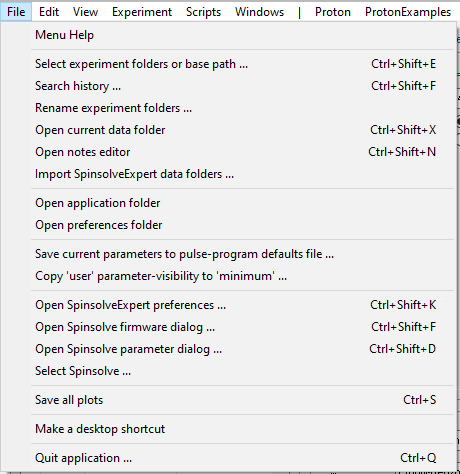 File Edit View Experiment Scripts Windows | Proton ProtonExamples
Menu Help
Select experiment folders or base path ... Ctrl+Shift+E
Search history ... Ctrl+Shift+F
Rename experiment folders ...
Open current data folder Ctrl+Shift+X
Open notes editor Ctrl+Shift+N
Import SpinsolveExpert data folders ...
Open application folder
Open preferences folder
Save current parameters to pulse-program defaults file ...
Copy 'user' parameter-visibility to 'minimum' ...
Open SpinsolveExpert preferences ... Ctrl+Shift+K
Open Spinsolve firmware dialog ... Ctrl+Shift+F
Open Spinsolve parameter dialog ... Ctrl+Shift+D
Select Spinsolve ...
Save all plots Ctrl+S
Make a desktop shortcut
Quit application ... Ctrl+Q